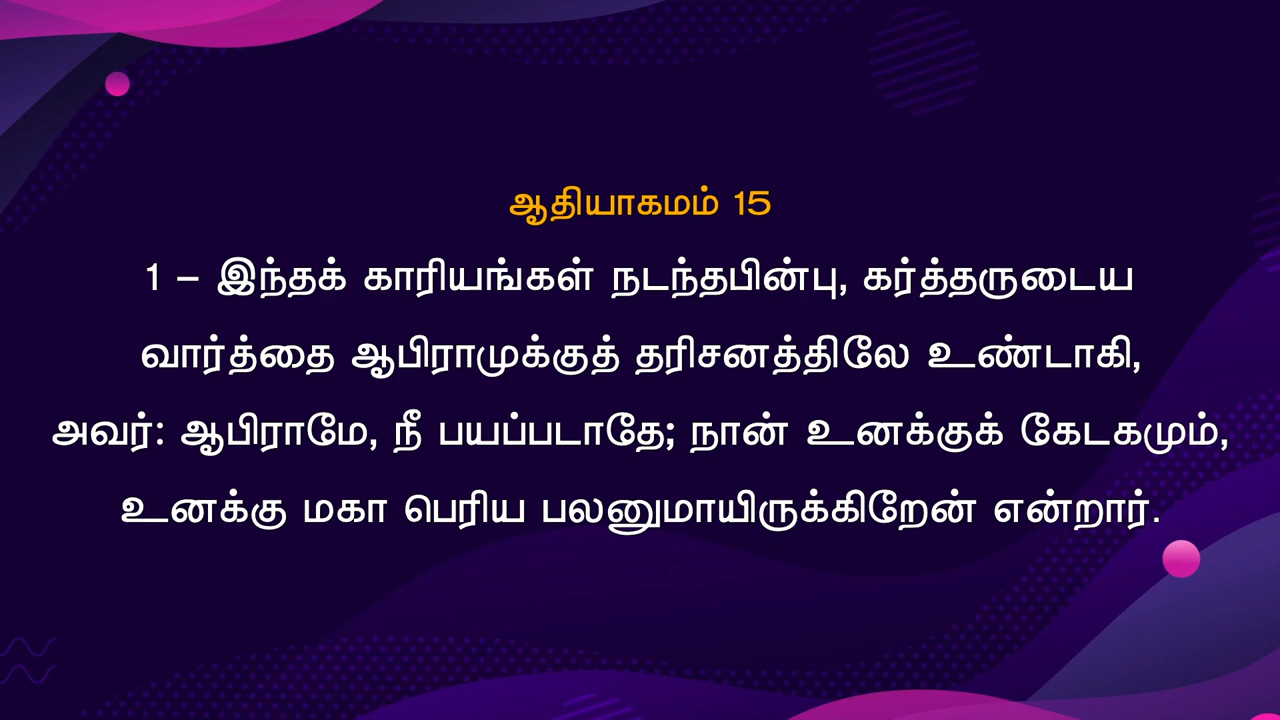 ஆதியாகமம் 15
1 – இந்தக் காரியங்கள் நடந்தபின்பு, கர்த்தருடைய
வார்த்தை ஆபிராமுக்குத் தரிசனத்திலே உண்டாகி,
அவர்: ஆபிராமே, நீ பயப்படாதே; நான் உனக்குக் கேடகமும்,
உனக்கு மகா பெரிய பலனுமாயிருக்கிறேன் என்றார்.